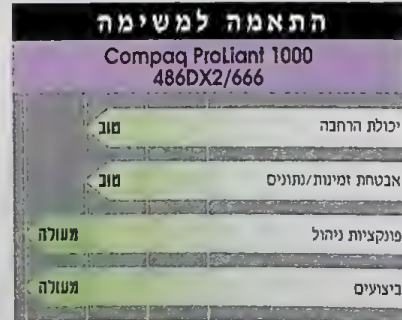 התאמה למשימה
Compaq ProLiant 1000
486DX2/666
יכולת הרחבה טוב
אבטחת זמינות/נתונים טוב
פונקציות ניהול מעולה
ביצועים מעולה